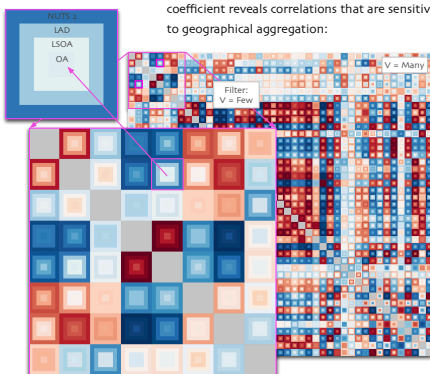 coefficient reveals correlations that are sensitiv
to geographical aggregation:
NUTS 2
LAD
LSOA
OA
Filter:
V = Few
V = Many